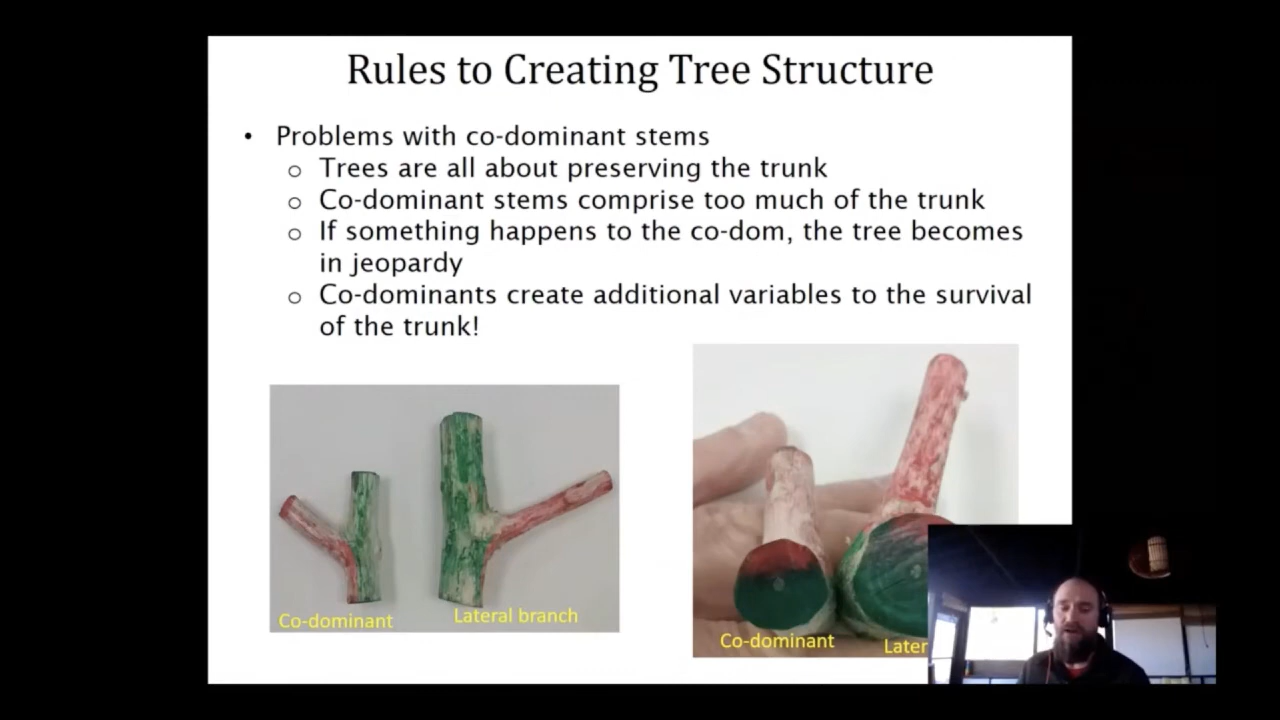 Rules to Creating Tree Structure
• Problems with co-dominant stems
o Trees are all about preserving the trunk
o Co-dominant stems comprise too much of the trunk
o If something happens to the co-dom, the tree becomes
in jeopardy
o Co-dominants create additional variables to the survival
of the trunk!
Co-dominant
Lateral branch
Co-dominant
Later